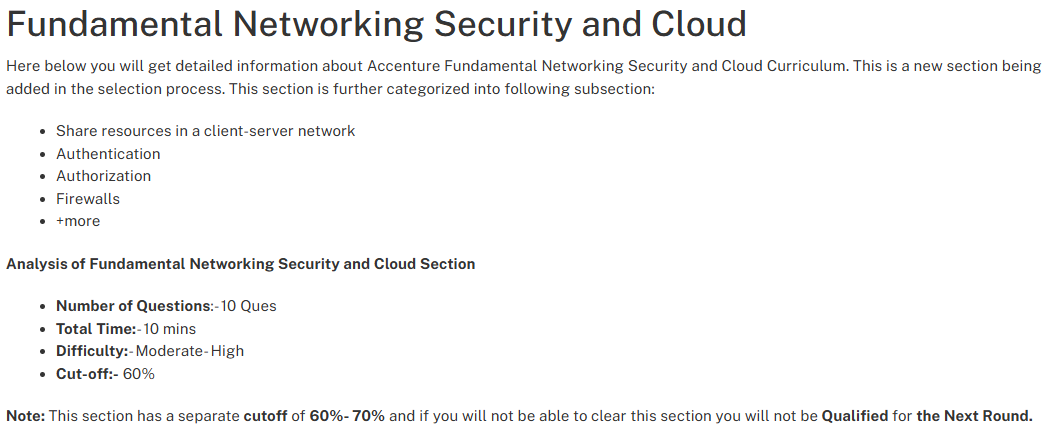 Fundamental Networking Security and Cloud
Here below you will get detailed information about Accenture Fundamental Networking Security and Cloud Curriculum. This is a new section being
added in the selection process. This section is further categorized into following subsection:
• Share resources in a client-server network
• Authentication
• Authorization
• Firewalls
• +more
Analysis of Fundamental Networking Security and Cloud Section
• Number of Questions:- 10 Ques
• Total Time:- 10 mins
• Difficulty:- Moderate- High
• Cut-off:- 60%
Note: This section has a separate cutoff of 60%- 70% and if you will not be able to clear this section you will not be Qualified for the Next Round.